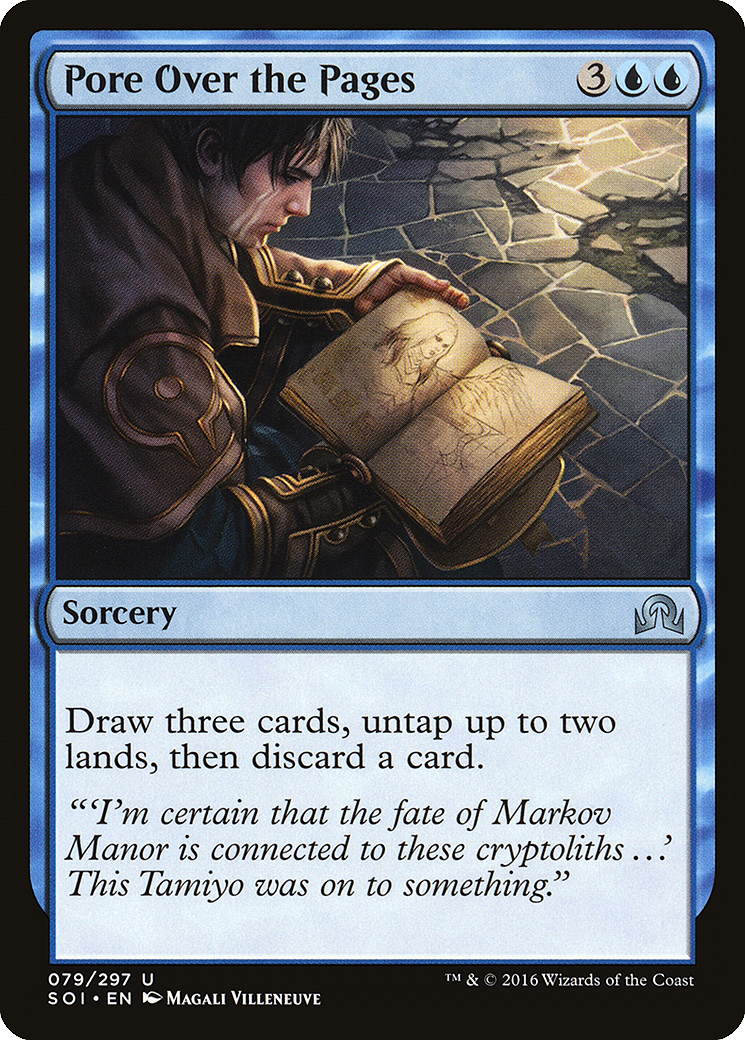 Pore Over the Pages 3
Sorcery
Draw three cards, untap up to two
lands, then discard a card.
“‘I'm certain that the fate of Markov
Manor is connected to these cryptoliths …’
This Tamiyo was on to something.”
079/297 U
SOI • EN Magali Villeneuve
™ & © 2016 Wizards of the Coast